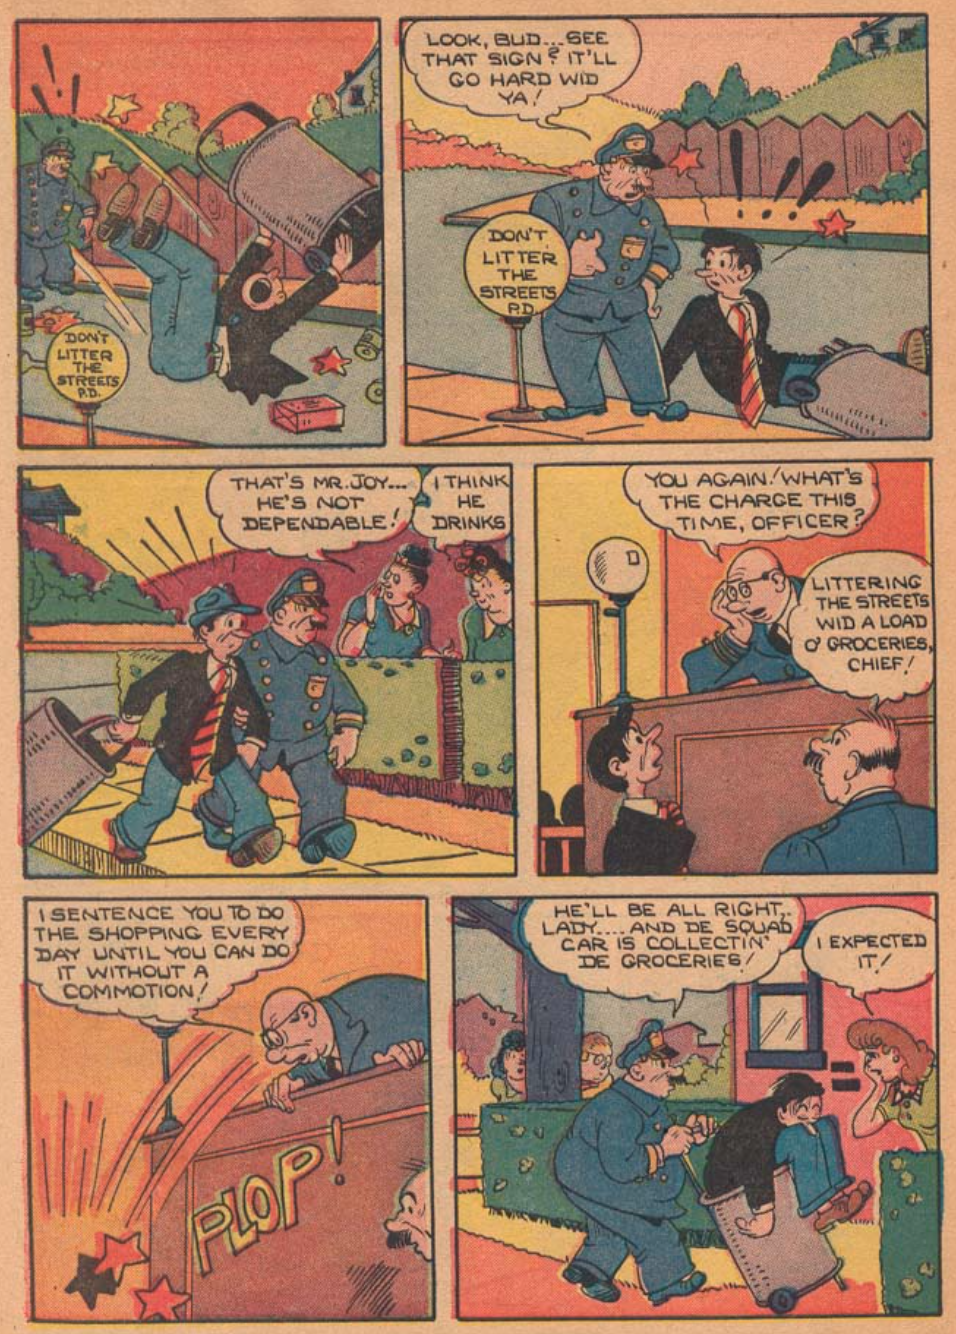 DON'T
LITTER
THE
STREETS
P.D.
LOOK, BUD...SEE
THAT SIGN? IT'LL
GO HARD WID
YA!
DON'T
LITTER
THE
STREETS
P.D.
THAT'S MR. JOY...
HE'S NOT
DEPENDABLE!
I THINK
HE
DRINKS
YOU AGAIN! WHAT'S
THE CHARGE THIS
TIME, OFFICER?
LITTERING
THE STREETS
WID A LOAD
O' GROCERIES,
CHIEF!
I SENTENCE YOU TO DO
THE SHOPPING EVERY
DAY UNTIL YOU CAN DO
IT WITHOUT A
COMMOTION!
PLOP!
HE'LL BE ALL RIGHT..
LADY....AND DE SQUAD
CAR IS COLLECTIN'
DE GROCERIES!
I EXPECTED
IT!